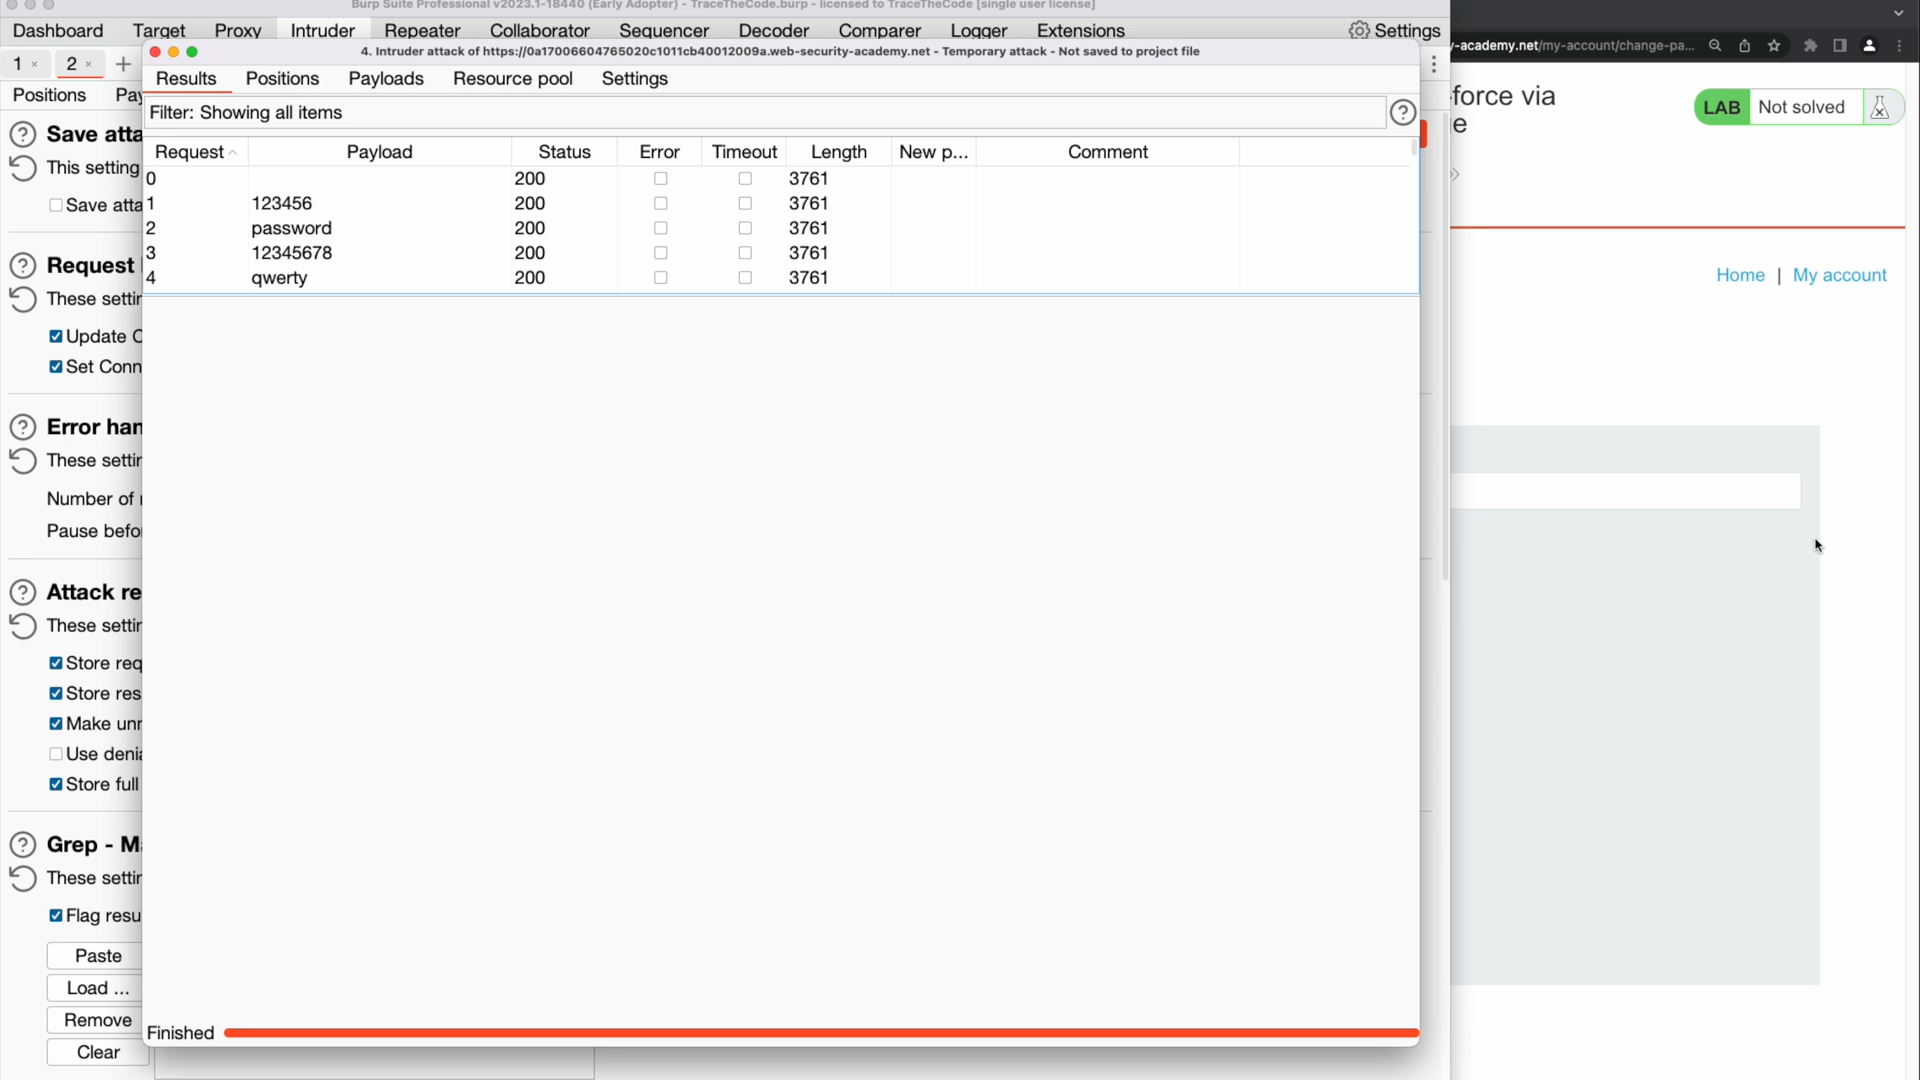 Burp Suite Professional v2023.1-18440 (Early Adopter) - TraceTheCode.burp - licensed to TraceTheCode [single user license]
Dashboard Target Proxy Intruder Repeater Collaborator Sequencer Decoder Comparer Logger Extensions Settings
y-academy.net/my-account/change-pa...
4. Intruder attack of https://0a17006604765020c1011cb40012009a.web-security-academy.net - Temporary attack - Not saved to project file
1 × 2 × +
Results Positions Payloads Resource pool Settings
Positions Pay
force via
e
LAB Not solved
Filter: Showing all items
Save atta
Request Payload Status Error Timeout Length New p... Comment
This setting
0 200 3761
Save atta
1 123456 200 3761
2 password 200 3761
3 12345678 200 3761
4 qwerty 200 3761
Request
Home | My account
These settin
Update C
Set Conn
Error han
These settin
Number of r
Pause befo
Attack re
These settin
Store req
Store res
Make unr
Use denia
Store full
Grep - Ma
These settin
Flag resu
Paste
Load ...
Remove
Clear
Finished